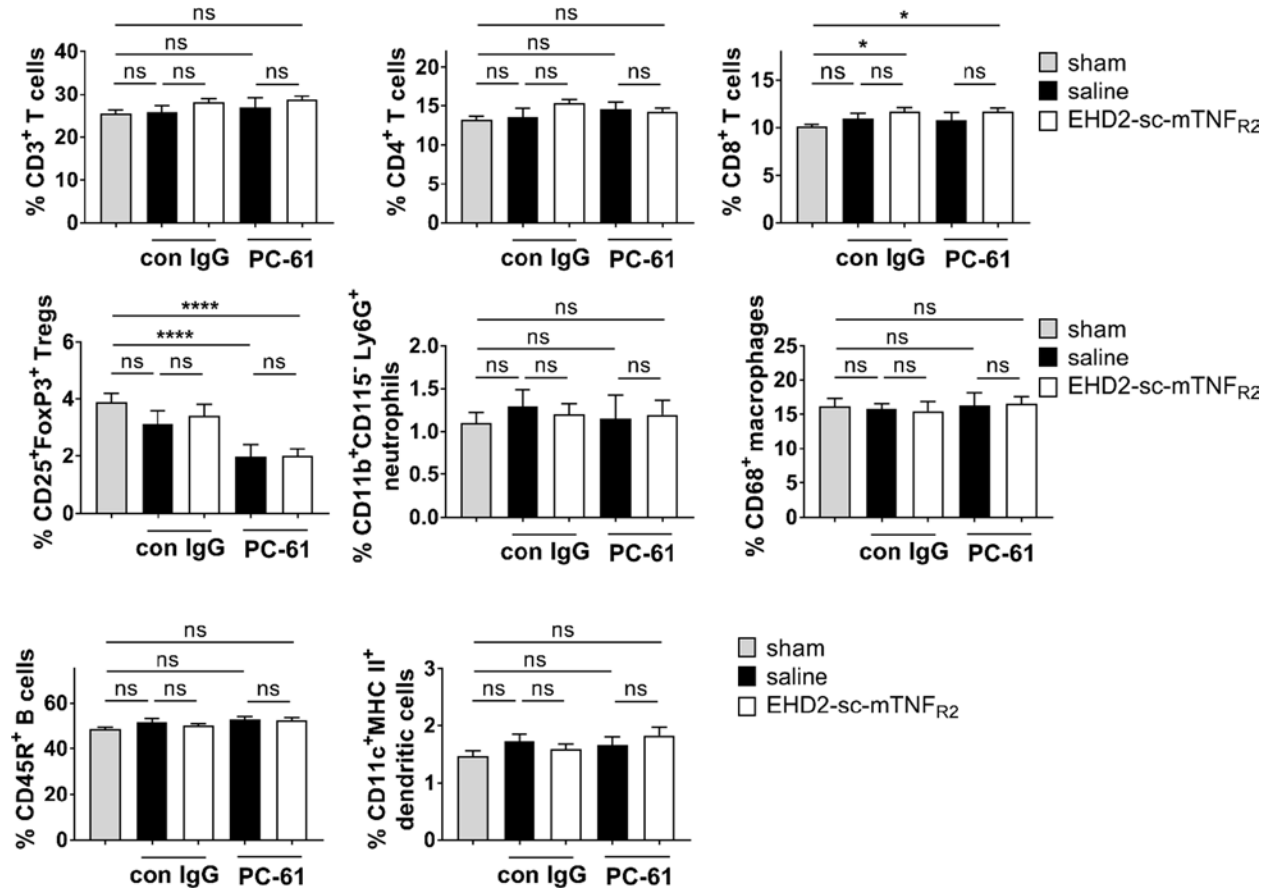 ns
ns
ns ns ns
% CD3+ T cells
40
30
20
10
0
con IgG PC-61
ns
ns
ns ns ns
% CD4+ T cells
20
15
10
5
0
con IgG PC-61
*
*
ns ns ns
% CD8+ T cells
15
10
5
0
con IgG PC-61
sham
saline
EHD2-sc-mTNFR2
****
****
ns ns ns
% CD25+FoxP3+ Tregs
6
4
2
0
con IgG PC-61
ns
ns
ns ns ns
% CD11b+CD115- Ly6G+
neutrophils
2.0
1.5
1.0
0.5
0.0
con IgG PC-61
ns
ns
ns ns ns
% CD68+ macrophages
25
20
15
10
5
0
con IgG PC-61
sham
saline
EHD2-sc-mTNFR2
ns
ns
ns ns ns
% CD45R+ B cells
60
40
20
0
con IgG PC-61
ns
ns
ns ns ns
% CD11c+MHC II+
dendritic cells
3
2
1
0
con IgG PC-61
sham
saline
EHD2-sc-mTNFR2